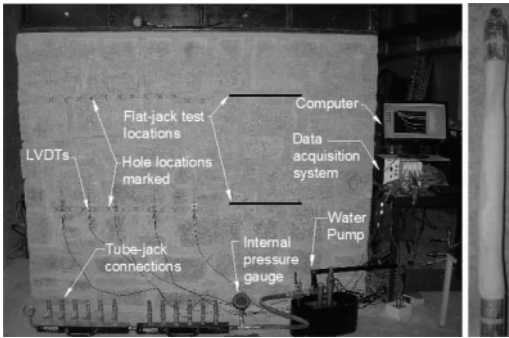 Computer
Flat-jack test
locations
Data
acquisition
system
LVDTs
Hole locations
marked
Water
Pump
Tube-jack
connections
Internal
pressure
gauge